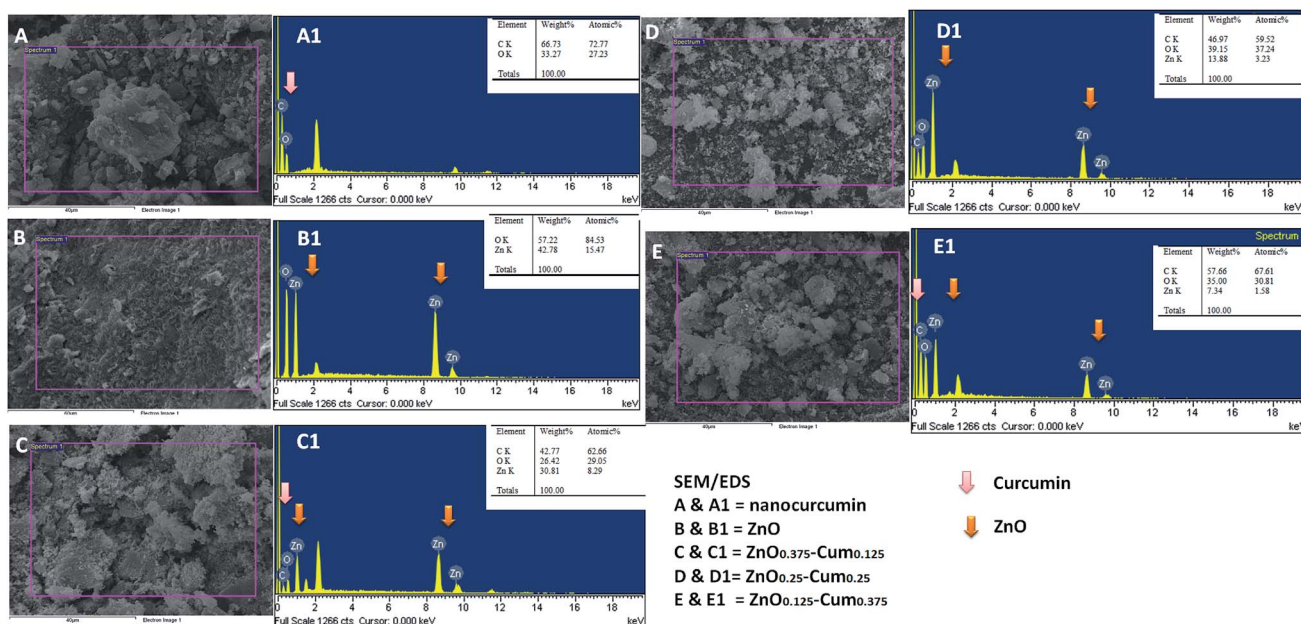 A
Spectrum 1
40µm
Electron Image 1
A1
Element Weight% Atomic%
C K 66.73 72.77
O K 33.27 27.23
Totals 100.00
C
O
2 4 6 8 10 12 14 16 18
Full Scale 1266 cts Cursor: 0.000 keV
keV
B
Spectrum 1
60µm
Electron Image 1
B1
Element Weight% Atomic%
O K 57.22 84.53
Zn K 42.78 15.47
Totals 100.00
O
Zn
Zn
Zn
2 4 6 8 10 12 14 16 18
Full Scale 1266 cts Cursor: 0.000 keV
keV
C
Spectrum 1
40µm
Electron Image 1
C1
Element Weight% Atomic%
C K 42.77 62.66
O K 26.42 29.05
Zn K 30.81 8.29
Totals 100.00
O
C
Zn
Zn
Zn
2 4 6 8 10 12 14 16 18
Full Scale 1266 cts Cursor: 0.000 keV
keV
D
Spectrum 1
40µm
Electron Image 1
D1
Element Weight% Atomic%
C K 46.97 59.52
O K 39.15 37.24
Zn K 13.88 3.23
Totals 100.00
Zn
O
C
Zn
Zn
2 4 6 8 10 12 14 16 18
Full Scale 1266 cts Cursor: 0.000 keV
keV
E
Spectrum 1
40µm
Electron Image 1
E1
Spectrum
Element Weight% Atomic%
C K 57.66 67.61
O K 35.00 30.81
Zn K 7.34 1.58
Totals 100.00
C
O
Zn
Zn
Zn
2 4 6 8 10 12 14 16 18
Full Scale 1266 cts Cursor: 0.000 keV
keV
SEM/EDS
A & A1 = nanocurcumin
B & B1 = ZnO
C & C1 = ZnO0.375-Cum0.125
D & D1= ZnO0.25-Cum0.25
E & E1 = ZnO0.125-Cum0.375
Curcumin
ZnO